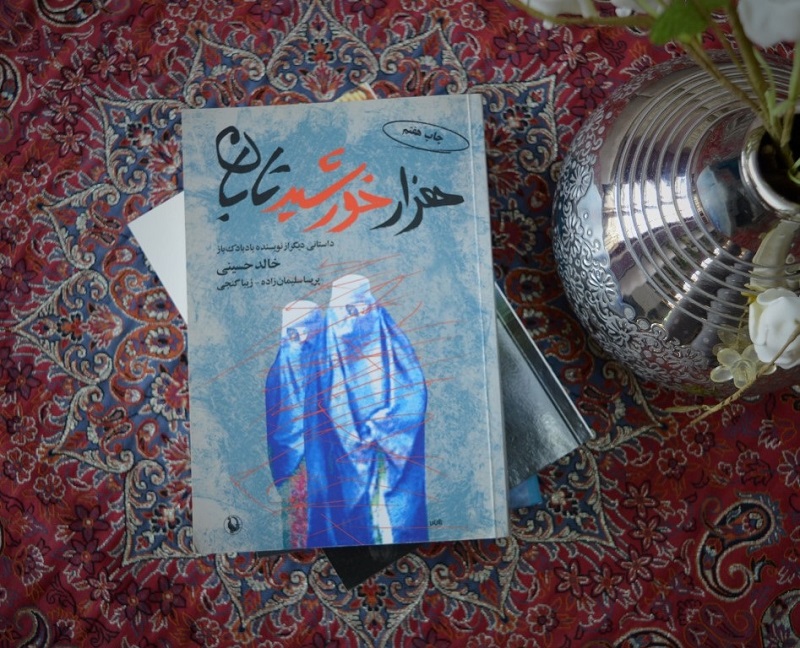 چاپ هفتم
هزار خورشید تابان
داستانی دیگر از نویسنده بادبادک‌باز
خالد حسینی
پریسا سلیمان‌زاده - زیبا گنجی